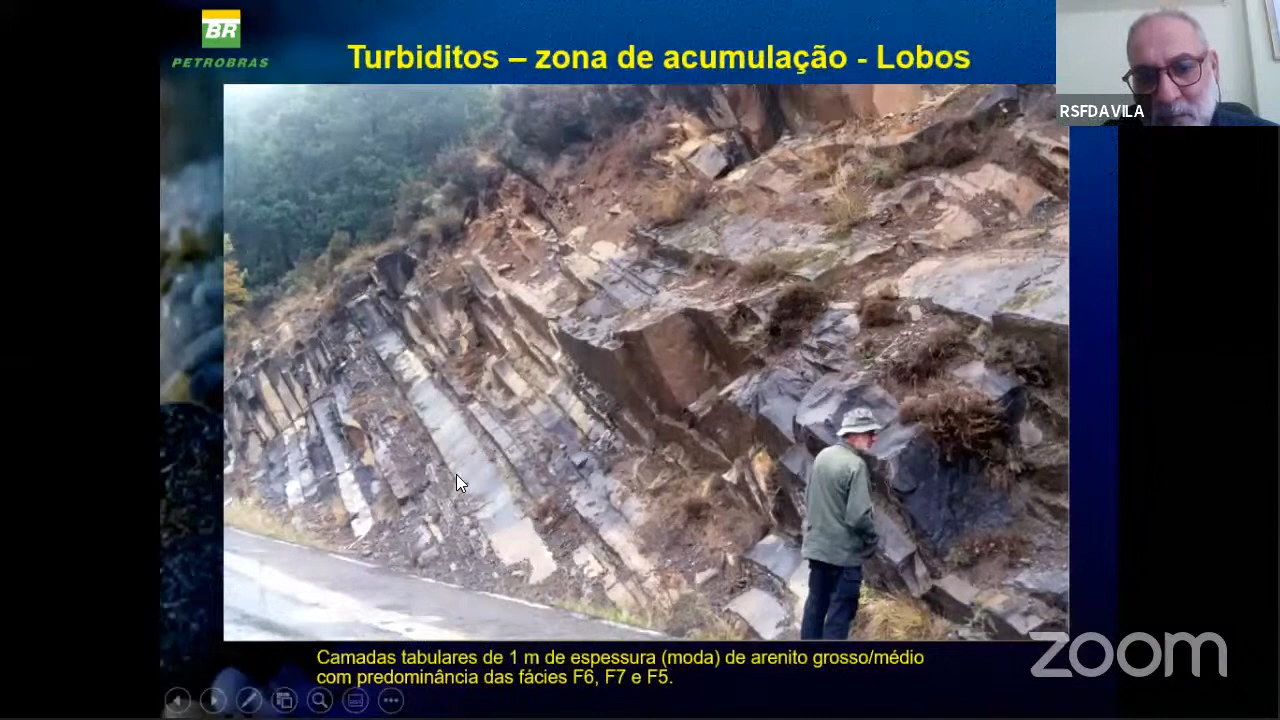 BR
PETROBRAS
Turbiditos – zona de acumulação - Lobos
RSFDAVILA
Camadas tabulares de 1 m de espessura (moda) de arenito grosso/médio
com predominância das fácies F6, F7 e F5.
zoom